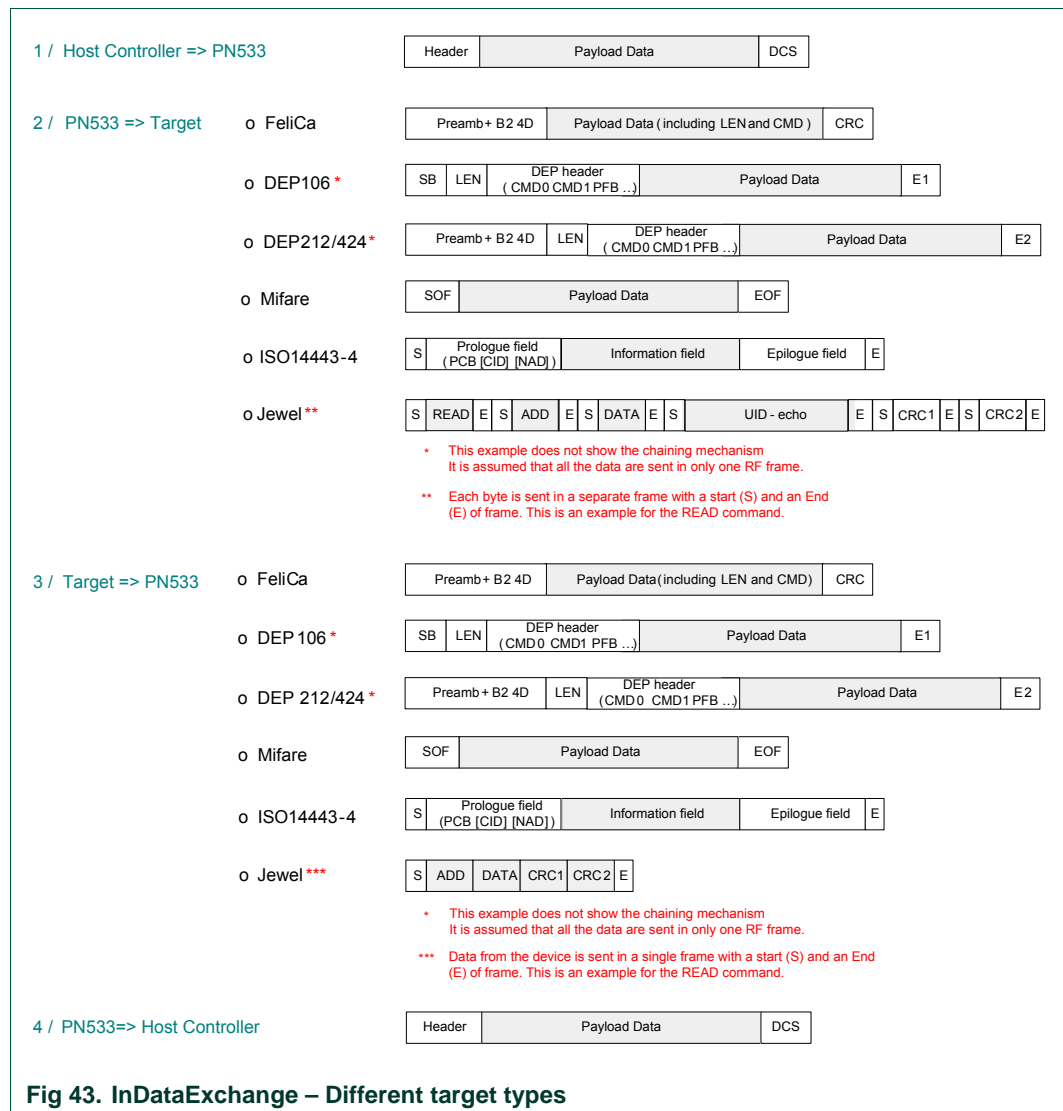 1 / Host Controller => PN533
Header Payload Data DCS
2 / PN533 => Target
o FeliCa
Preamb+ B2 4D Payload Data ( including LEN and CMD ) CRC
o DEP106 *
SB LEN DEP header
( CMD0 CMD1 PFB ...) Payload Data E1
o DEP212/424 *
Preamb + B2 4D LEN DEP header
( CMD0 CMD1 PFB ...) Payload Data E2
o Mifare
SOF Payload Data EOF
o ISO14443-4
S Prologue field
( PCB [CID] [NAD] ) Information field Epilogue field E
o Jewel **
S READ E S ADD E S DATA E S UID - echo E S CRC1 E S CRC2 E
* This example does not show the chaining mechanism
It is assumed that all the data are sent in only one RF frame.
** Each byte is sent in a separate frame with a start (S) and an End
(E) of frame. This is an example for the READ command.
3 / Target => PN533
o FeliCa
Preamb + B2 4D Payload Data (including LEN and CMD) CRC
o DEP 106 *
SB LEN DEP header
( CMD0 CMD1 PFB ...) Payload Data E1
o DEP 212/424 *
Preamb + B2 4D LEN DEP header
(CMD0 CMD1 PFB ...) Payload Data E2
o Mifare
SOF Payload Data EOF
o ISO14443-4
S Prologue field
(PCB [CID] [NAD] ) Information field Epilogue field E
o Jewel ***
S ADD DATA CRC1 CRC2 E
* This example does not show the chaining mechanism
It is assumed that all the data are sent in only one RF frame.
*** Data from the device is sent in a single frame with a start (S) and an End
(E) of frame. This is an example for the READ command.
4 / PN533=> Host Controller
Header Payload Data DCS
Fig 43. InDataExchange – Different target types